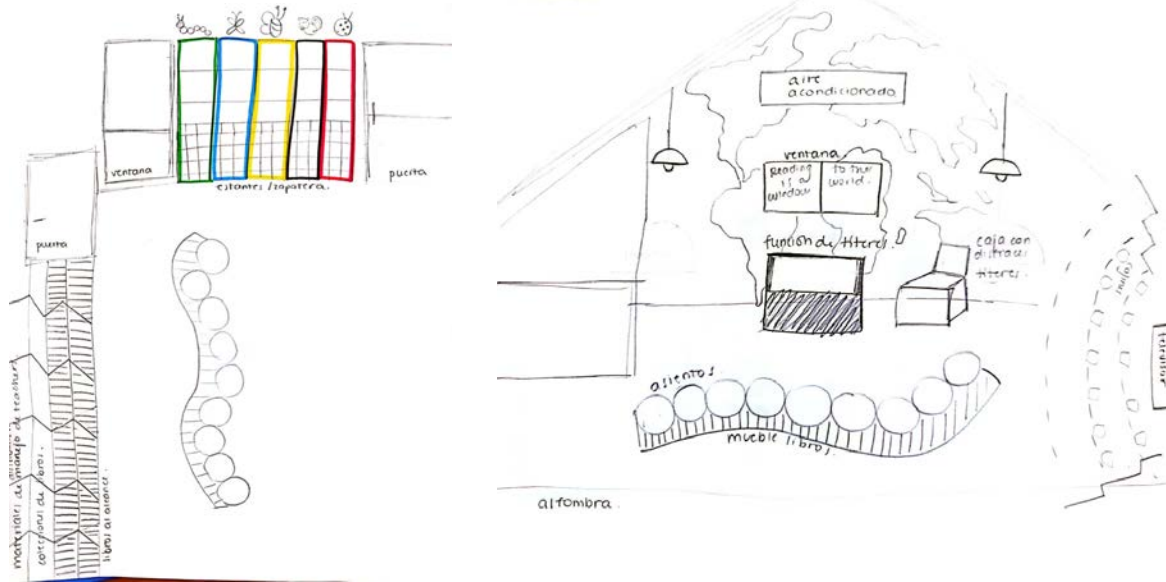 ventana
estantes/zapatera.
puerta
puerta
materiales de manejo de teachers
colecciones de libros.
libros al alcance.
aire
acondicionado
ventana
Reading
is a
window
to the
world.
función de títeres.
caja con
disfraces
títeres.
cojines
asientos.
mueble libros.
alfombra.